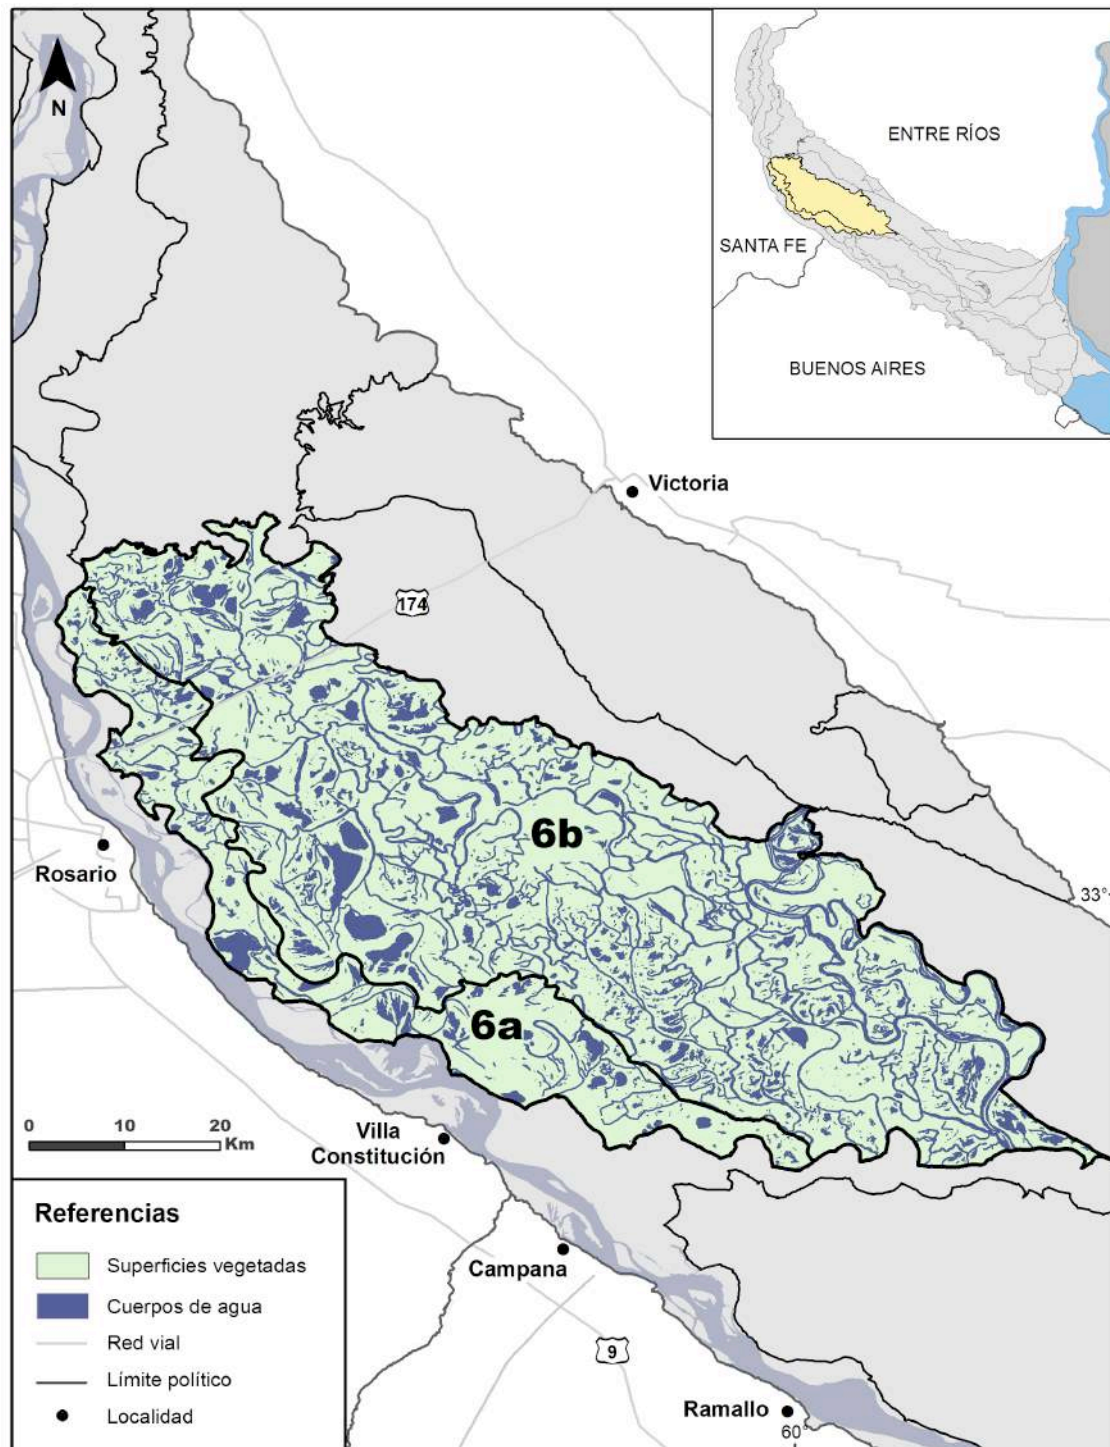 N
ENTRE RÍOS
SANTA FE
BUENOS AIRES
Victoria
174
6b
Rosario
33°
6a
0 10 20
Km
Villa
Constitución
Referencias
Superficies vegetadas
Cuerpos de agua
Red vial
Límite político
Localidad
Campana
9
Ramallo
60°